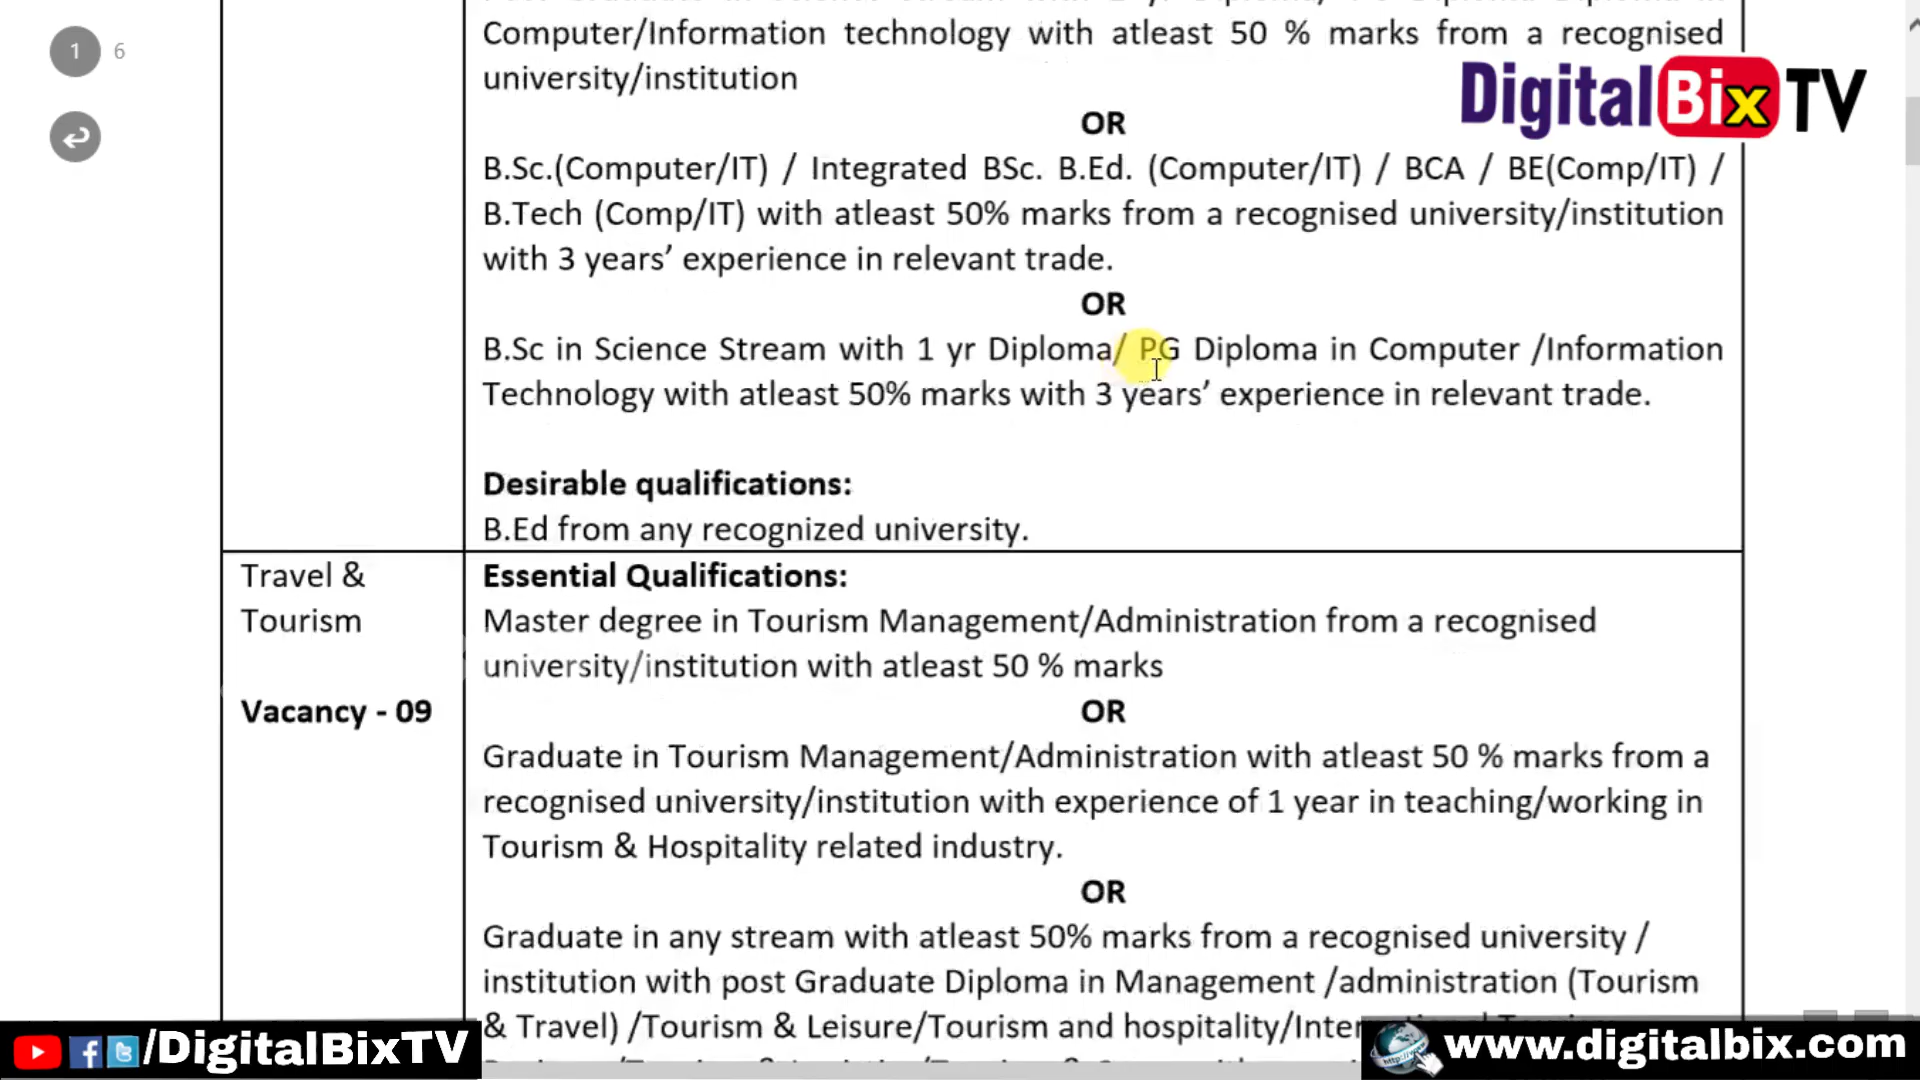 1 6
Computer/Information technology with atleast 50 % marks from a recognised
university/institution
DigitalBixTV
OR
B.Sc.(Computer/IT) / Integrated BSc. B.Ed. (Computer/IT) / BCA / BE(Comp/IT) /
B.Tech (Comp/IT) with atleast 50% marks from a recognised university/institution
with 3 years’ experience in relevant trade.
OR
B.Sc in Science Stream with 1 yr Diploma/ PG Diploma in Computer /Information
Technology with atleast 50% marks with 3 years’ experience in relevant trade.
Desirable qualifications:
B.Ed from any recognized university.
Travel &
Tourism
Vacancy - 09
Essential Qualifications:
Master degree in Tourism Management/Administration from a recognised
university/institution with atleast 50 % marks
OR
Graduate in Tourism Management/Administration with atleast 50 % marks from a
recognised university/institution with experience of 1 year in teaching/working in
Tourism & Hospitality related industry.
OR
Graduate in any stream with atleast 50% marks from a recognised university /
institution with post Graduate Diploma in Management /administration (Tourism
& Travel) /Tourism & Leisure/Tourism and hospitality/
/DigitalBixTV
www.digitalbix.com